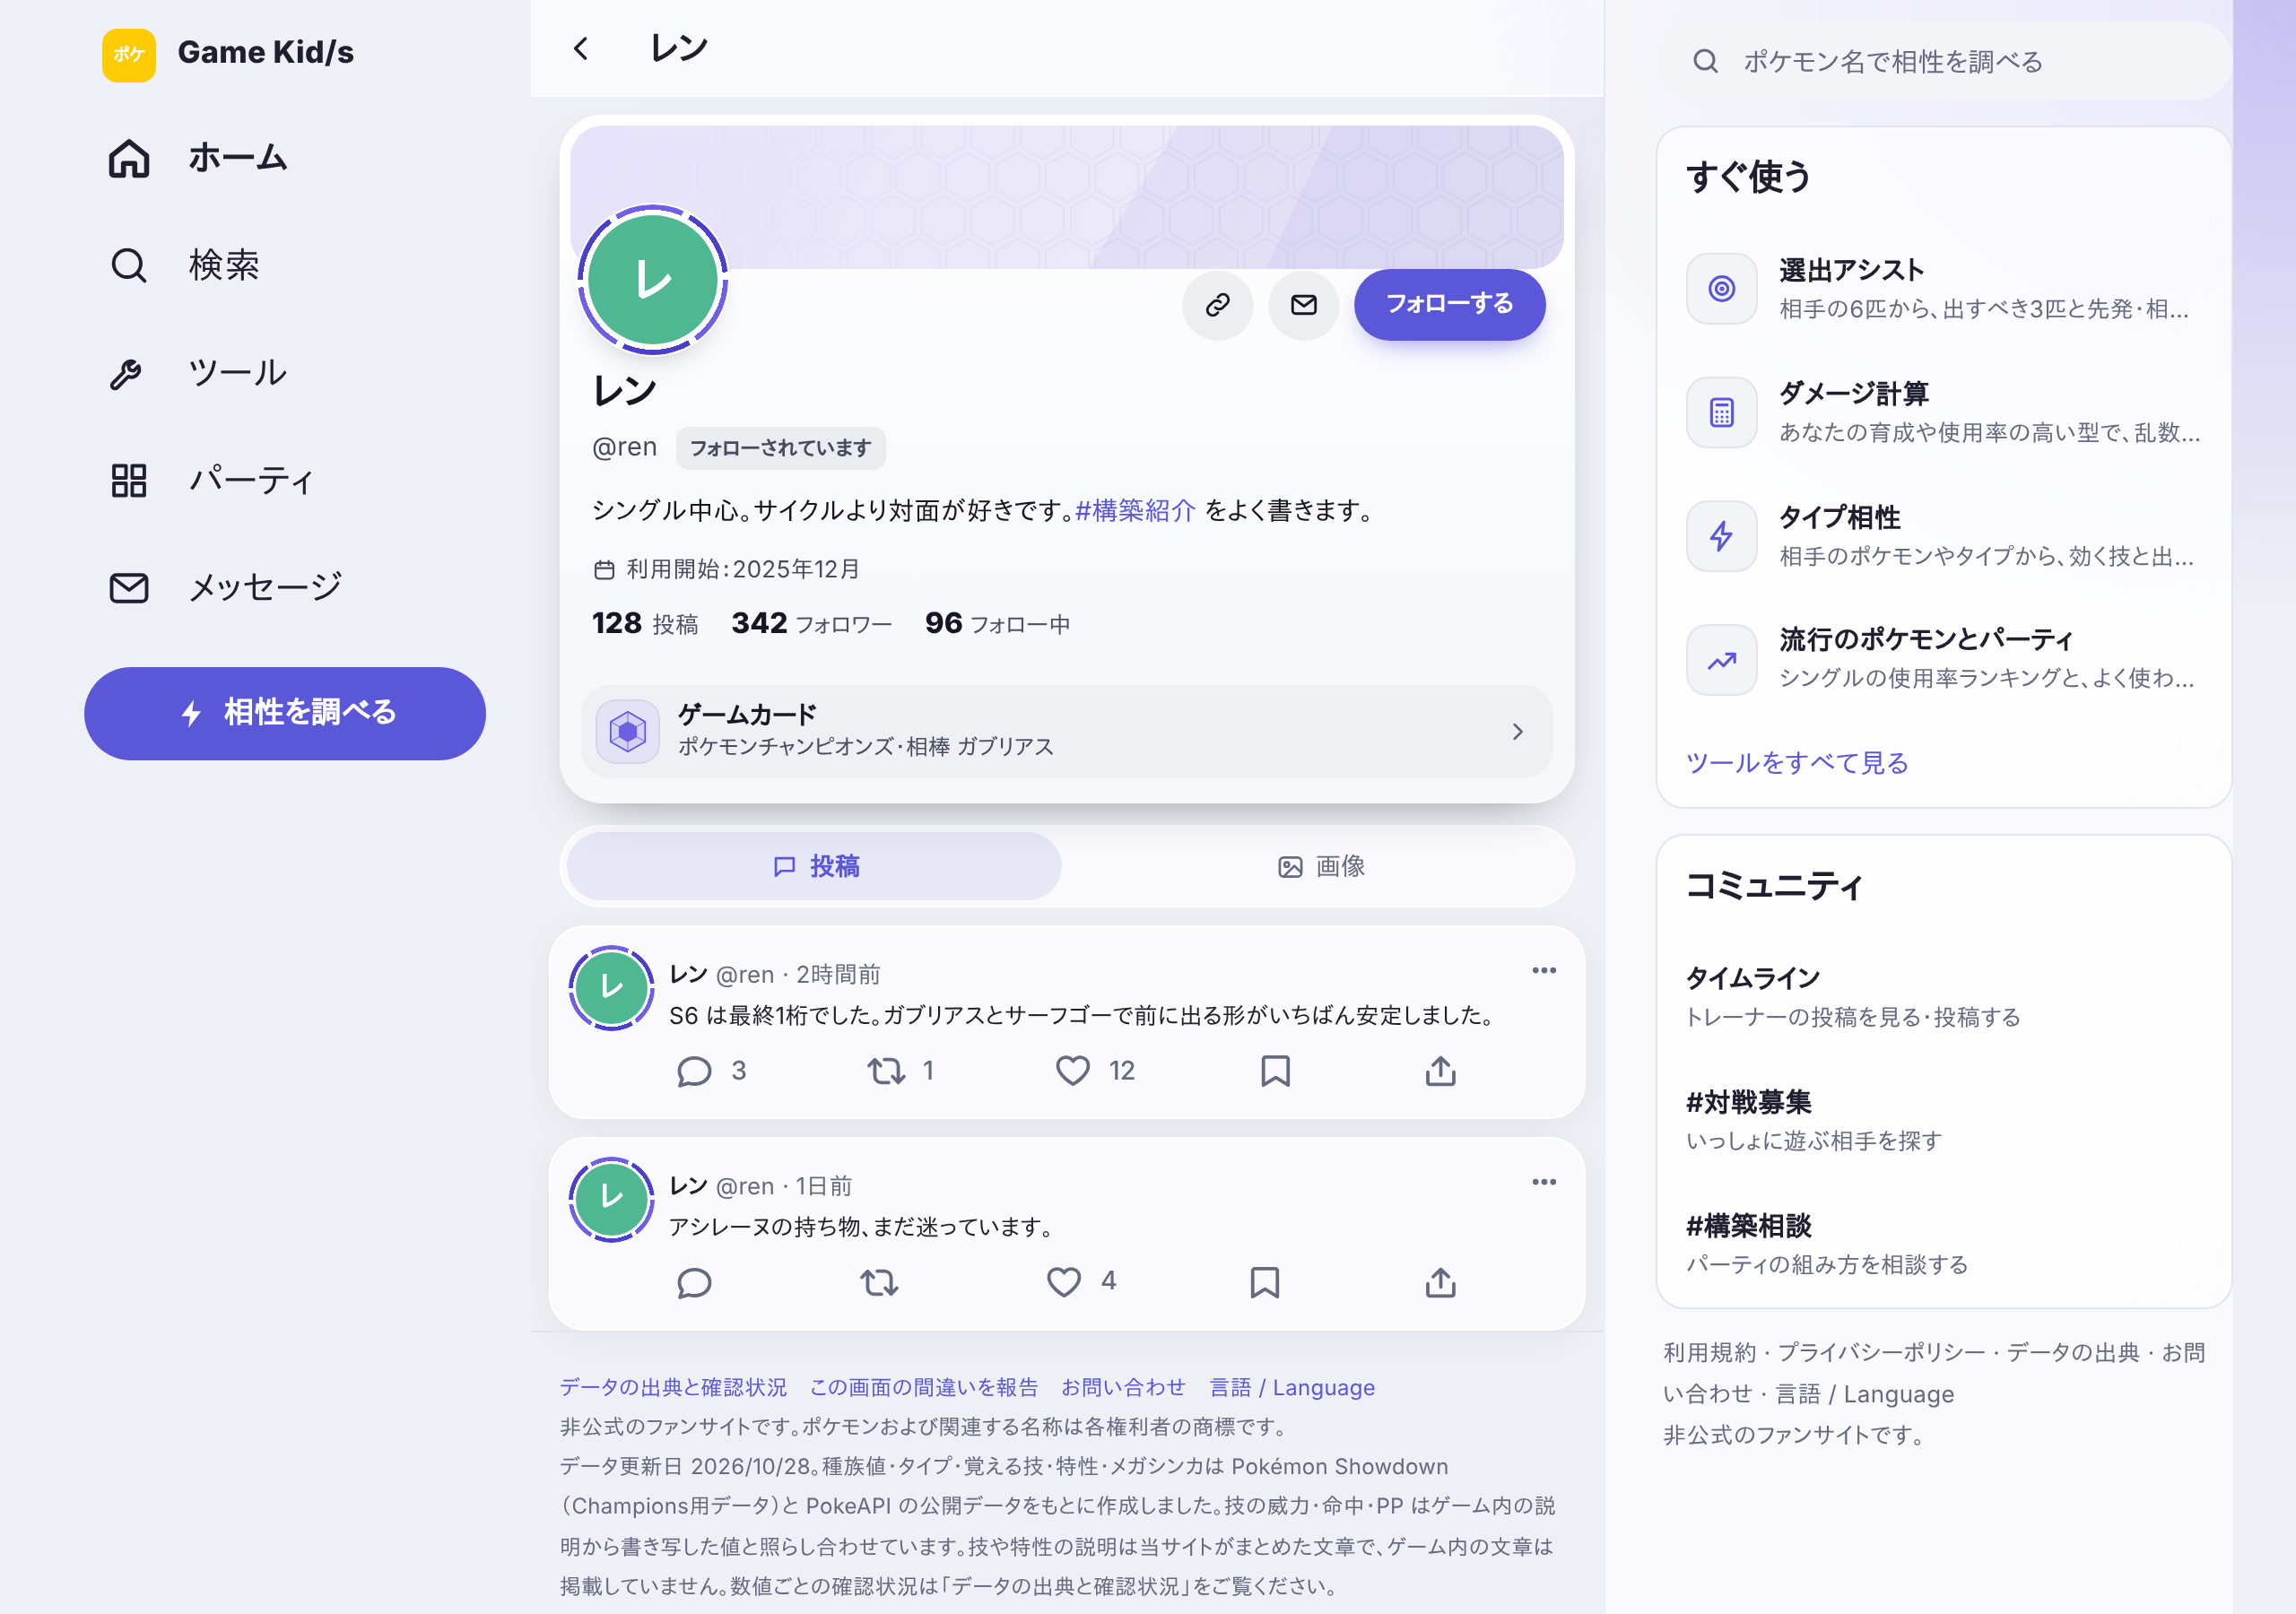 ポケ
Game Kid/s
ホーム
検索
ツール
パーティ
メッセージ
相性を調べる
レン
レ
フォローする
レン
@ren フォローされています
シングル中心。サイクルより対面が好きです。#構築紹介 をよく書きます。
利用開始：2025年12月
128 投稿 342 フォロワー 96 フォロー中
ゲームカード
ポケモンチャンピオンズ・相棒 ガブリアス
投稿
画像
レ
レン @ren · 2時間前
S6 は最終1桁でした。ガブリアスとサーフゴーで前に出る形がいちばん安定しました。
3
1
12
レ
レン @ren · 1日前
アシレーヌの持ち物、まだ迷っています。
4
データの出典と確認状況 この画面の間違いを報告 お問い合わせ 言語 / Language
非公式のファンサイトです。ポケモンおよび関連する名称は各権利者の商標です。
データ更新日 2026/10/28。種族値・タイプ・覚える技・特性・メガシンカは Pokémon Showdown
（Champions用データ）と PokeAPI の公開データをもとに作成しました。技の威力・命中・PP はゲーム内の説
明から書き写した値と照らし合わせています。技や特性の説明は当サイトがまとめた文章で、ゲーム内の文章は
掲載していません。数値ごとの確認状況は「データの出典と確認状況」をご覧ください。
ポケモン名で相性を調べる
すぐ使う
選出アシスト
相手の6匹から、出すべき3匹と先発・相...
ダメージ計算
あなたの育成や使用率の高い型で、乱数...
タイプ相性
相手のポケモンやタイプから、効く技と出...
流行のポケモンとパーティ
シングルの使用率ランキングと、よく使わ...
ツールをすべて見る
コミュニティ
タイムライン
トレーナーの投稿を見る・投稿する
#対戦募集
いっしょに遊ぶ相手を探す
#構築相談
パーティの組み方を相談する
利用規約 · プライバシーポリシー · データの出典 · お問
い合わせ · 言語 / Language
非公式のファンサイトです。